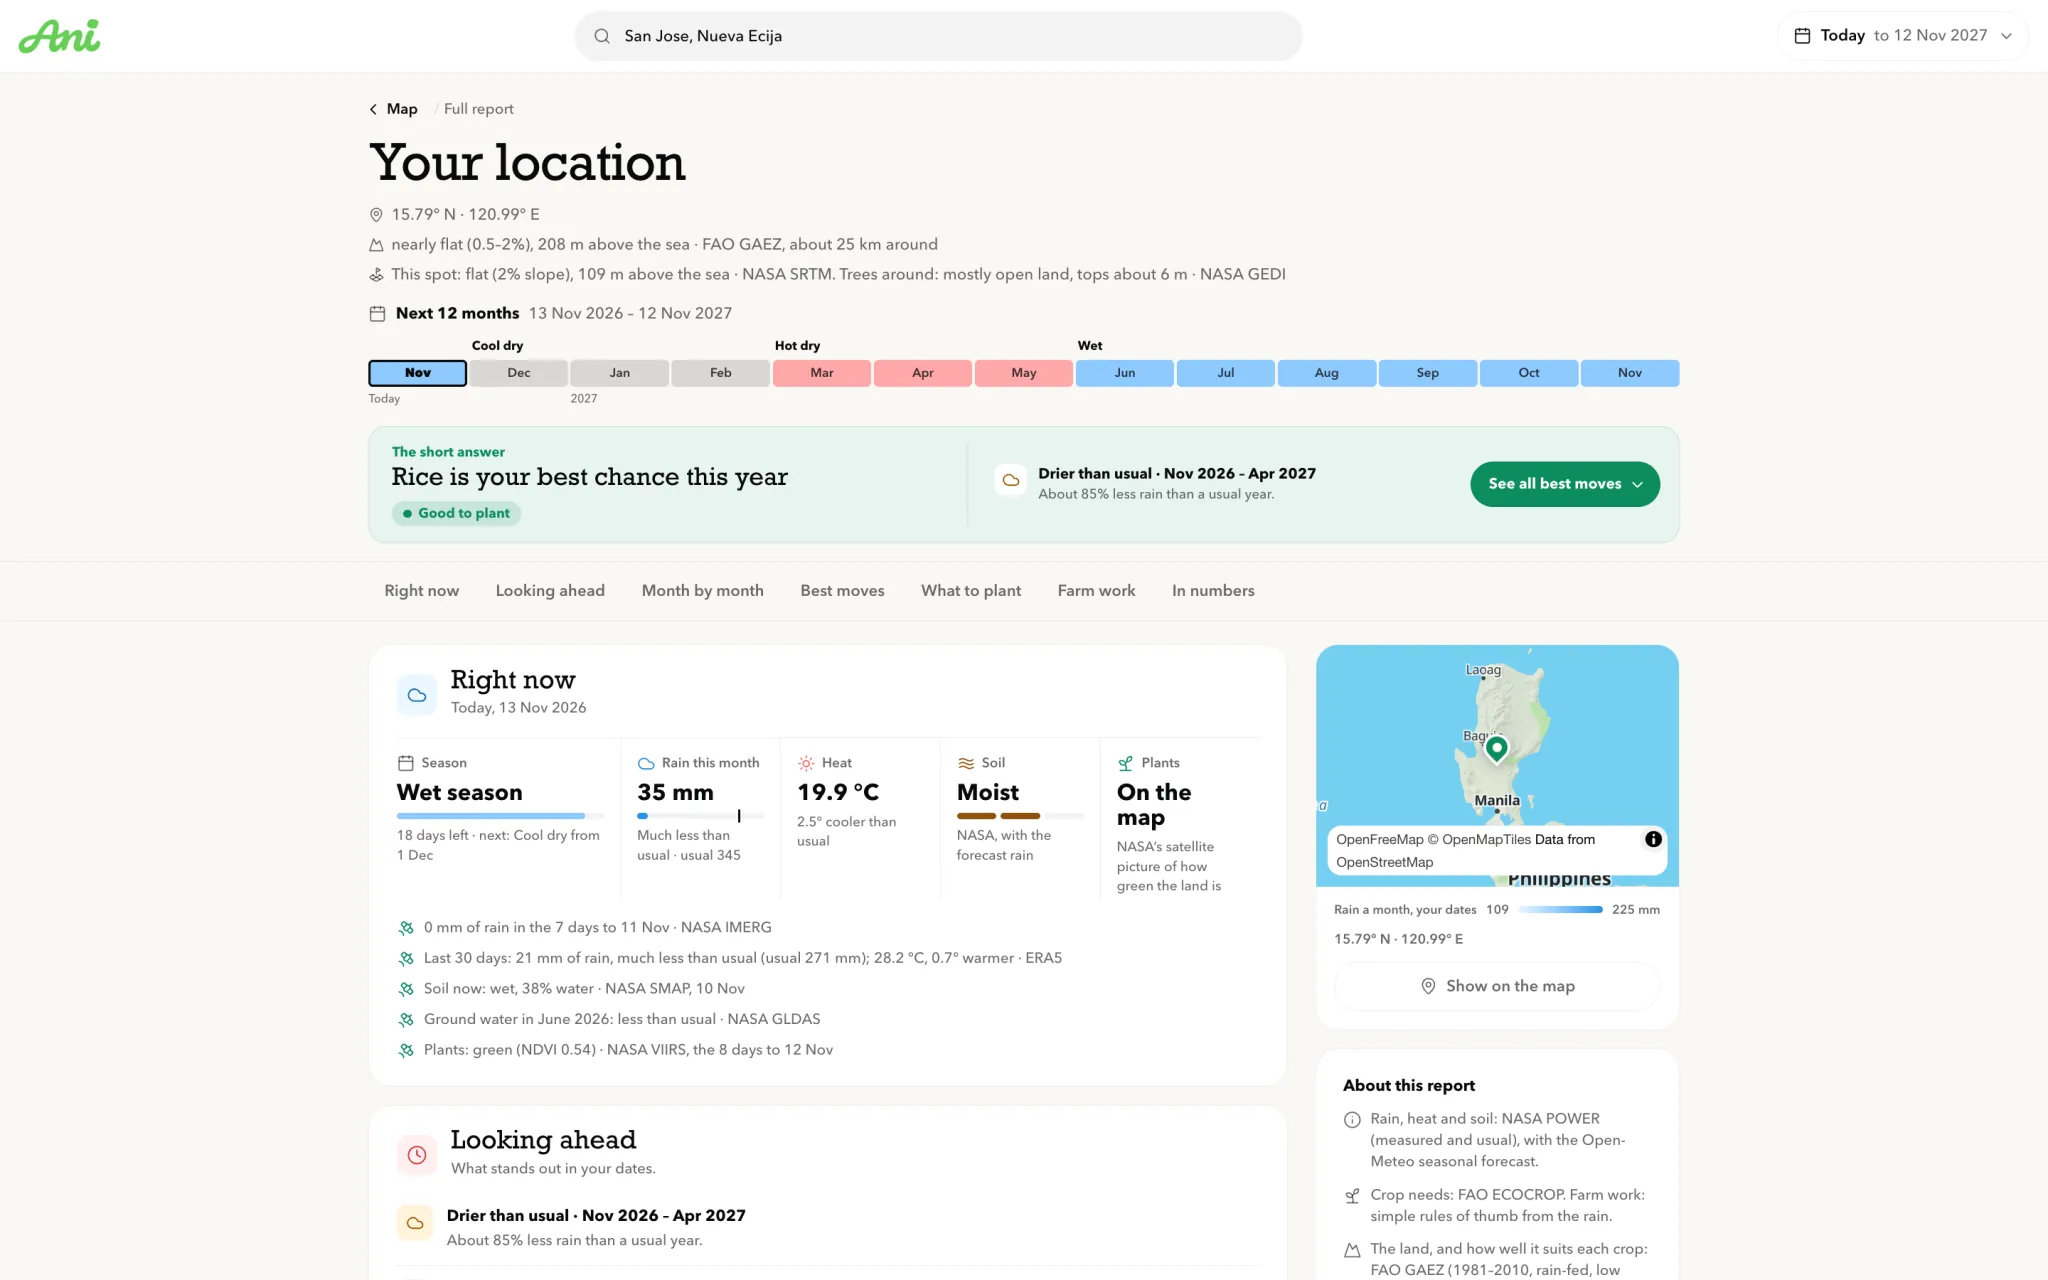 Ani
San Jose, Nueva Ecija
Today to 12 Nov 2027
Map / Full report
Your location
15.79° N · 120.99° E
nearly flat (0.5–2%), 208 m above the sea · FAO GAEZ, about 25 km around
This spot: flat (2% slope), 109 m above the sea · NASA SRTM. Trees around: mostly open land, tops about 6 m · NASA GEDI
Next 12 months 13 Nov 2026 – 12 Nov 2027
Cool dry Hot dry Wet
Nov Dec Jan Feb Mar Apr May Jun Jul Aug Sep Oct Nov
Today 2027
The short answer
Rice is your best chance this year
Good to plant
Drier than usual · Nov 2026 – Apr 2027
About 85% less rain than a usual year.
See all best moves
Right now Looking ahead Month by month Best moves What to plant Farm work In numbers
Right now
Today, 13 Nov 2026
Season
Wet season
18 days left · next: Cool dry from
1 Dec
Rain this month
35 mm
Much less than
usual · usual 345
Heat
19.9 °C
2.5° cooler than
usual
Soil
Moist
NASA, with the
forecast rain
Plants
On the
map
NASA's satellite
picture of how
green the land is
0 mm of rain in the 7 days to 11 Nov · NASA IMERG
Last 30 days: 21 mm of rain, much less than usual (usual 271 mm); 28.2 °C, 0.7° warmer · ERA5
Soil now: wet, 38% water · NASA SMAP, 10 Nov
Ground water in June 2026: less than usual · NASA GLDAS
Plants: green (NDVI 0.54) · NASA VIIRS, the 8 days to 12 Nov
Looking ahead
What stands out in your dates.
Drier than usual · Nov 2026 – Apr 2027
About 85% less rain than a usual year.
Laoag
Manila
a
OpenFreeMap © OpenMapTiles Data from
OpenStreetMap
Philippines
Rain a month, your dates 109 225 mm
15.79° N · 120.99° E
Show on the map
About this report
Rain, heat and soil: NASA POWER
(measured and usual), with the Open-
Meteo seasonal forecast.
Crop needs: FAO ECOCROP. Farm work:
simple rules of thumb from the rain.
The land, and how well it suits each crop:
FAO GAEZ (1981–2010, rain-fed, low